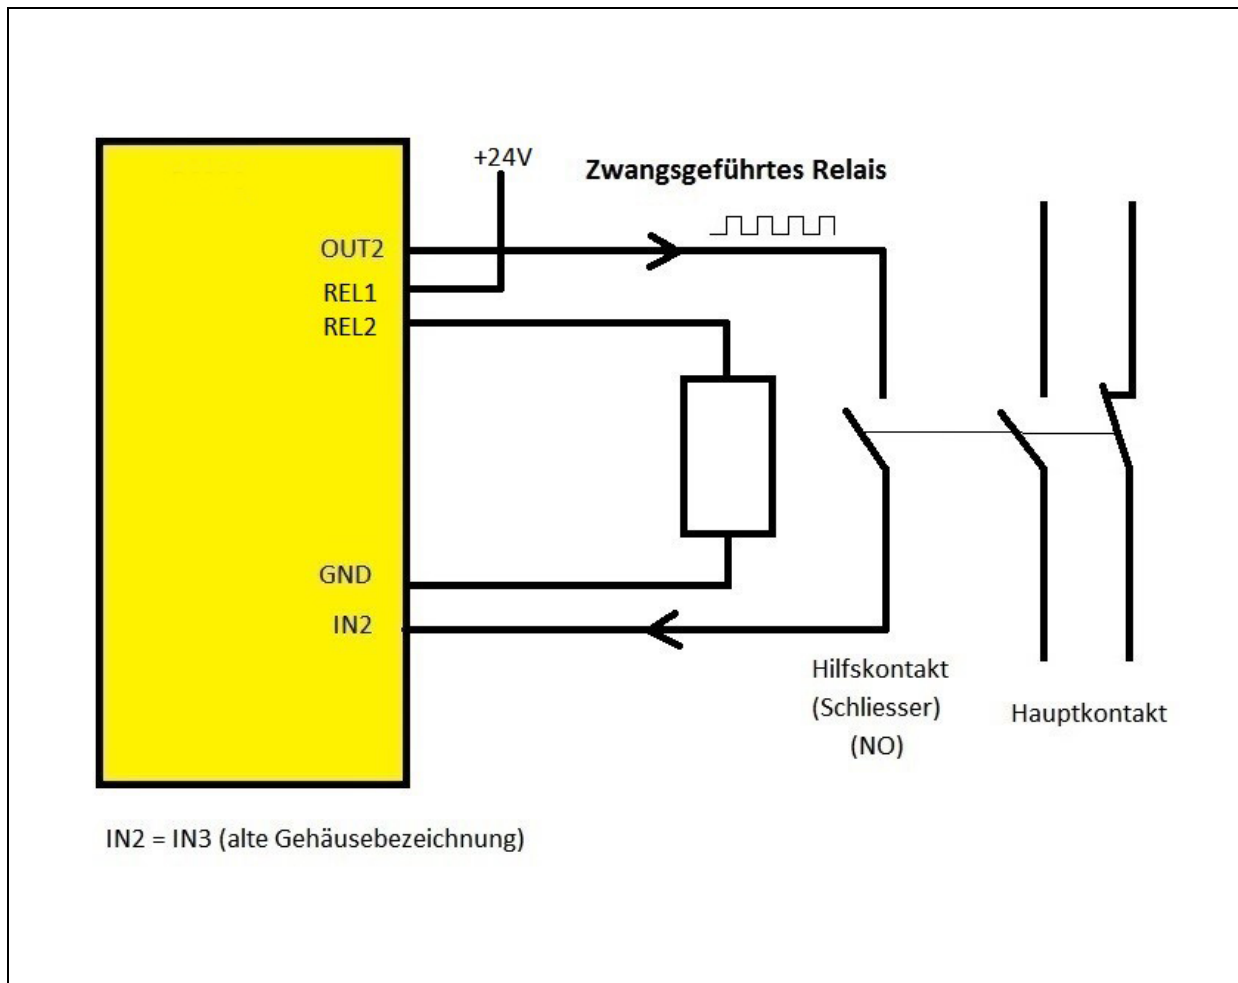 +24V
Zwangsgeführtes Relais
OUT2
REL1
REL2
GND
IN2
Hilfskontakt
(Schliesser)
(NO)
Hauptkontakt
IN2 = IN3 (alte Gehäusebezeichnung)